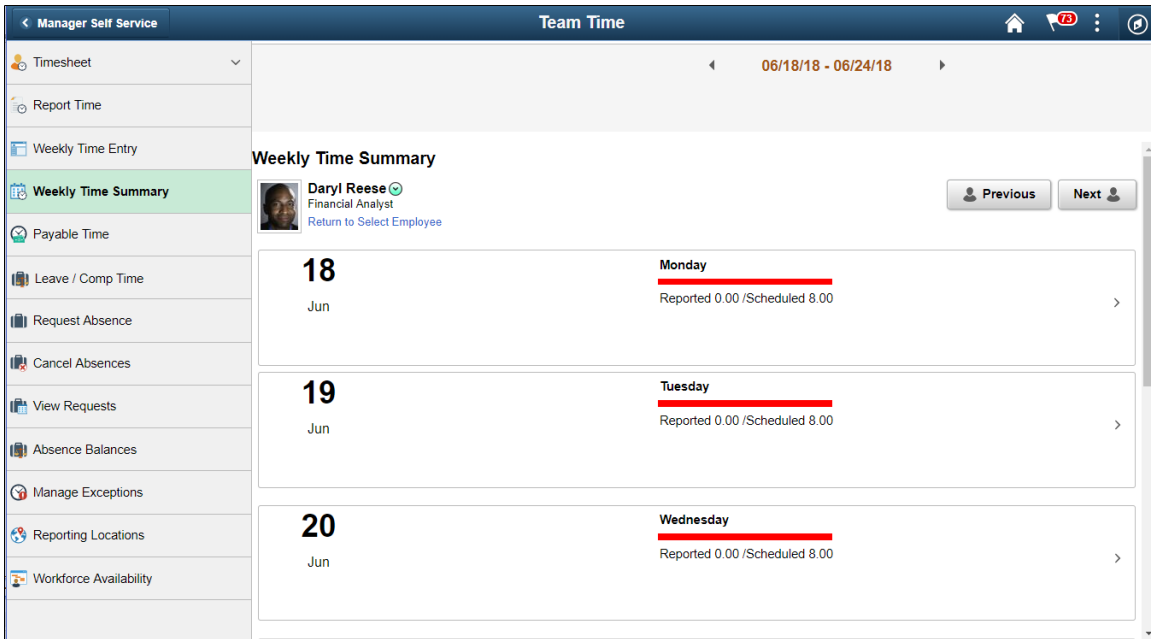 Manager Self Service
Team Time
73
Timesheet
Report Time
Weekly Time Entry
Weekly Time Summary
Payable Time
Leave / Comp Time
Request Absence
Cancel Absences
View Requests
Absence Balances
Manage Exceptions
Reporting Locations
Workforce Availability
06/18/18 - 06/24/18
Weekly Time Summary
Daryl Reese
Financial Analyst
Return to Select Employee
Previous
Next
18
Jun
Monday
Reported 0.00 /Scheduled 8.00
19
Jun
Tuesday
Reported 0.00 /Scheduled 8.00
20
Jun
Wednesday
Reported 0.00 /Scheduled 8.00